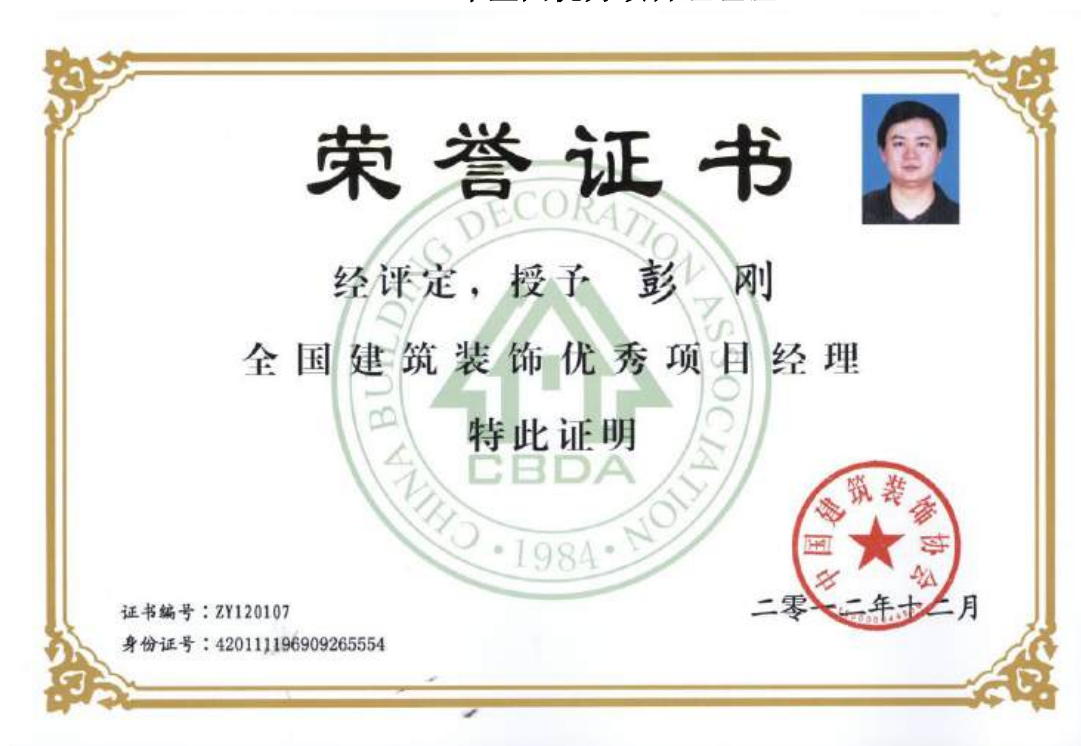 荣誉证书
经评定，授予 彭 刚
全国建筑装饰优秀项目经理
特此证明
CHINA BUILDING DECORATION ASSOCIATION
CBDA
·1984·
中国建筑装饰协会
二零一二年十二月
证书编号：ZY120107
身份证号：420111196909265554